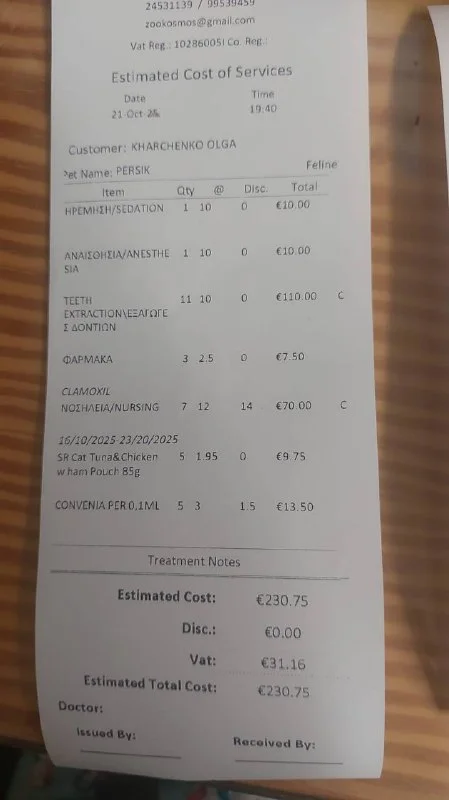 24531139 / 99539459
zookosmos@gmail.com
Vat Reg.: 10286005I Co. Reg.:
Estimated Cost of Services
Date Time
21 Oct 25 19:40
Customer: KHARCHENKO OLGA
Pet Name: PERSIK Feline
Item Qty @ Disc. Total
ΗΡΕΜΗΣΗ/SEDATION 1 10 0 €10.00
ΑΝΑΙΣΘΗΣΙΑ/ANESTHE 1 10 0 €10.00
SIA
TEETH 11 10 0 €110.00 C
EXTRACTION\ΕΞΑΓΩΓΕ
Σ ΔΟΝΤΙΩΝ
ΦΑΡΜΑΚΑ 3 2.5 0 €7.50
CLAMOXIL
ΝΟΣΗΛΕΙΑ/NURSING 7 12 14 €70.00 C
16/10/2025 23/20/2025
SR Cat Tuna&Chicken 5 1.95 0 €9.75
w ham Pouch 85g
CONVENIA PER 0,1ML 5 3 1.5 €13.50
Treatment Notes
Estimated Cost: €230.75
Disc.: €0.00
Vat: €31.16
Estimated Total Cost: €230.75
Doctor:
Issued By:
Received By: